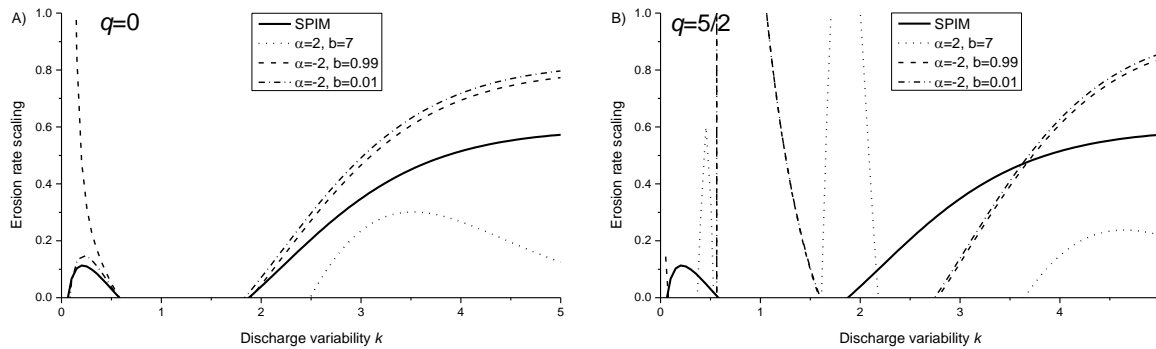 A)
q=0
SPIM
α=2, b=7
α=-2, b=0.99
α=-2, b=0.01
Erosion rate scaling
1.0
0.8
0.6
0.4
0.2
0.0
0 1 2 3 4 5
Discharge variability k
B)
q=5/2
SPIM
α=2, b=7
α=-2, b=0.99
α=-2, b=0.01
Erosion rate scaling
1.0
0.8
0.6
0.4
0.2
0.0
0 1 2 3 4
Discharge variability k